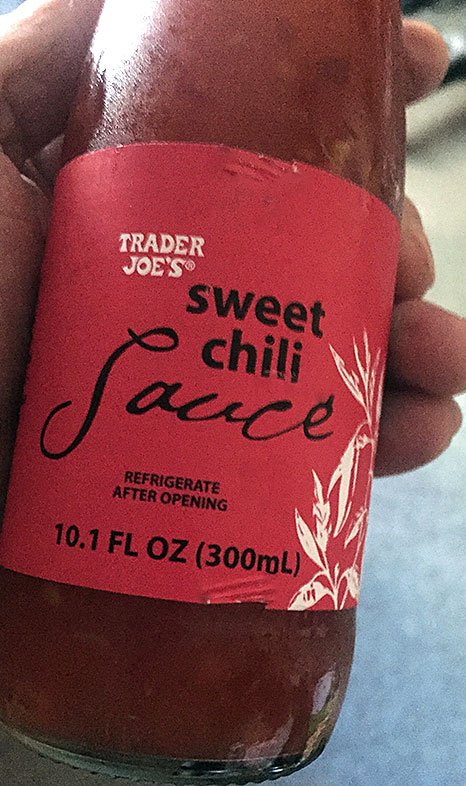 TRADER
JOE'S®
sweet
chili
Sauce
REFRIGERATE
AFTER OPENING
10.1 FL OZ (300mL)